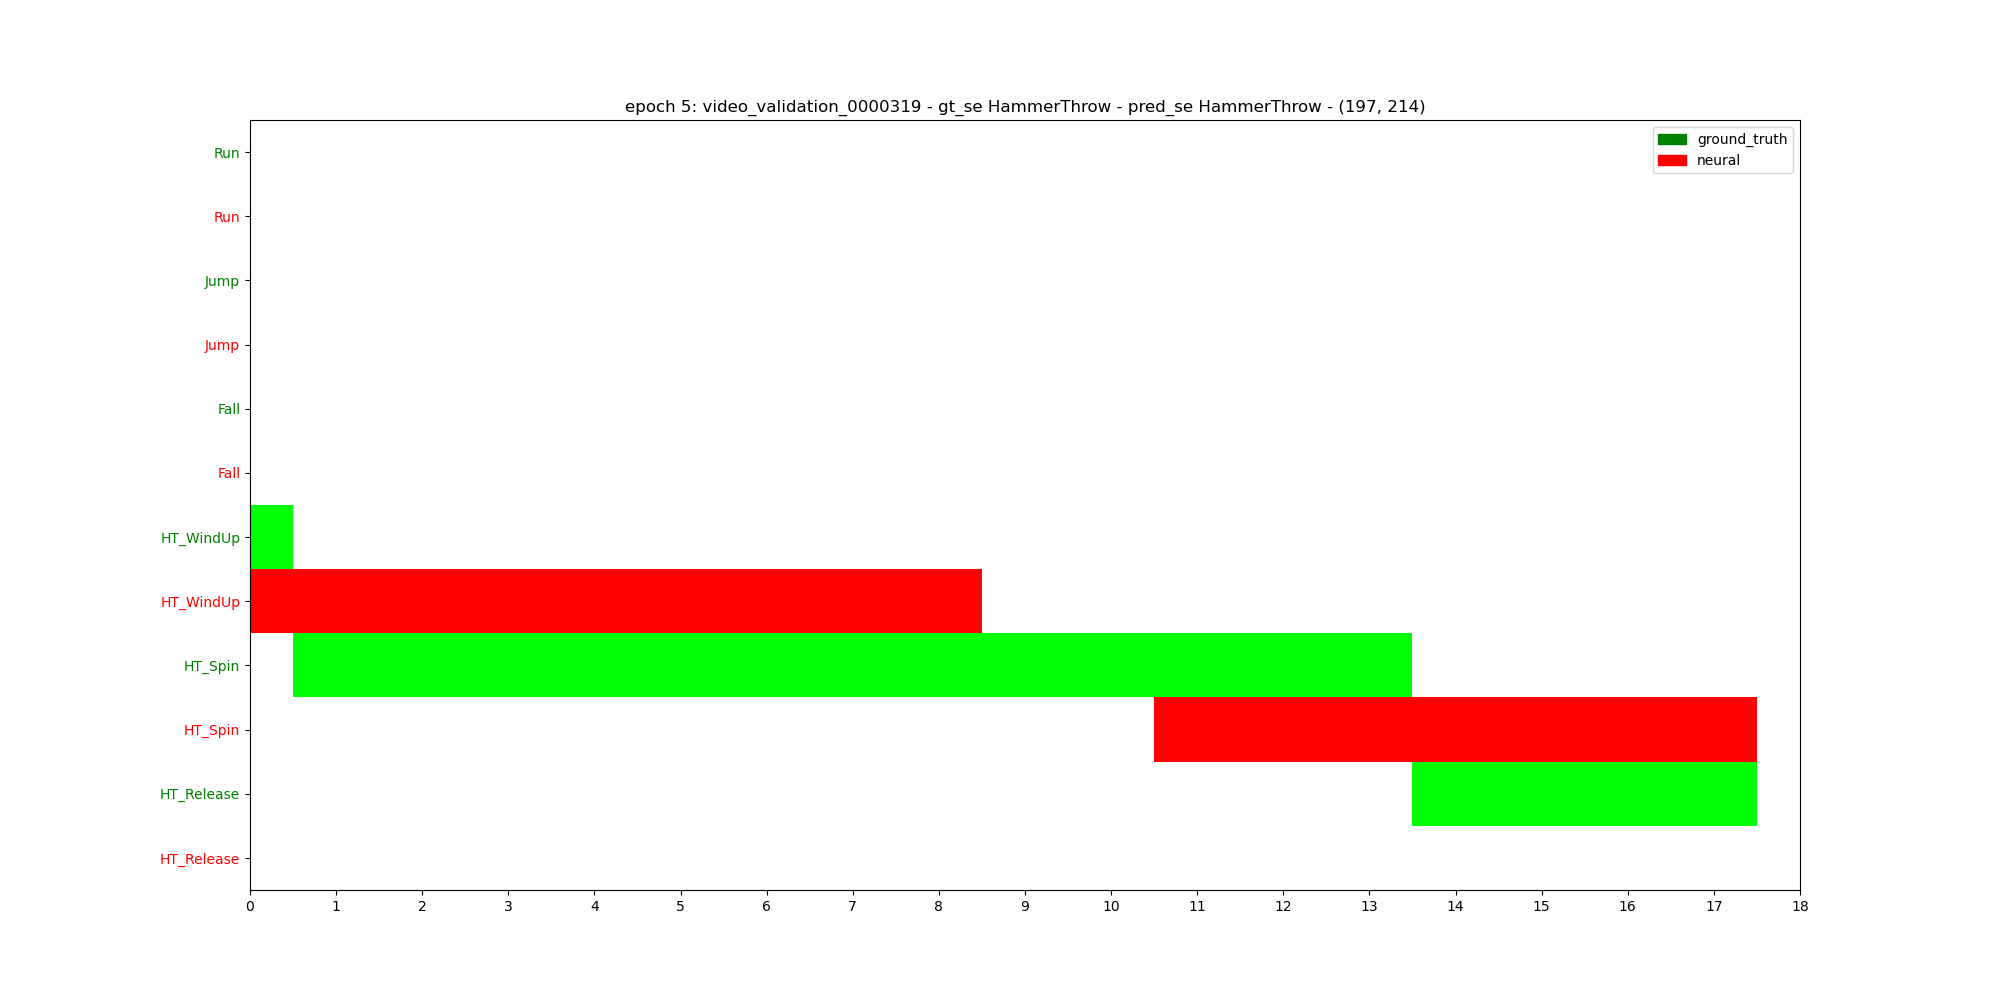 epoch 5: video_validation_0000319 - gt_se HammerThrow - pred_se HammerThrow - (197, 214)
ground_truth
neural
Run
Run
Jump
Jump
Fall
Fall
HT_WindUp
HT_WindUp
HT_Spin
HT_Spin
HT_Release
HT_Release
0 1 2 3 4 5 6 7 8 9 10 11 12 13 14 15 16 17 18